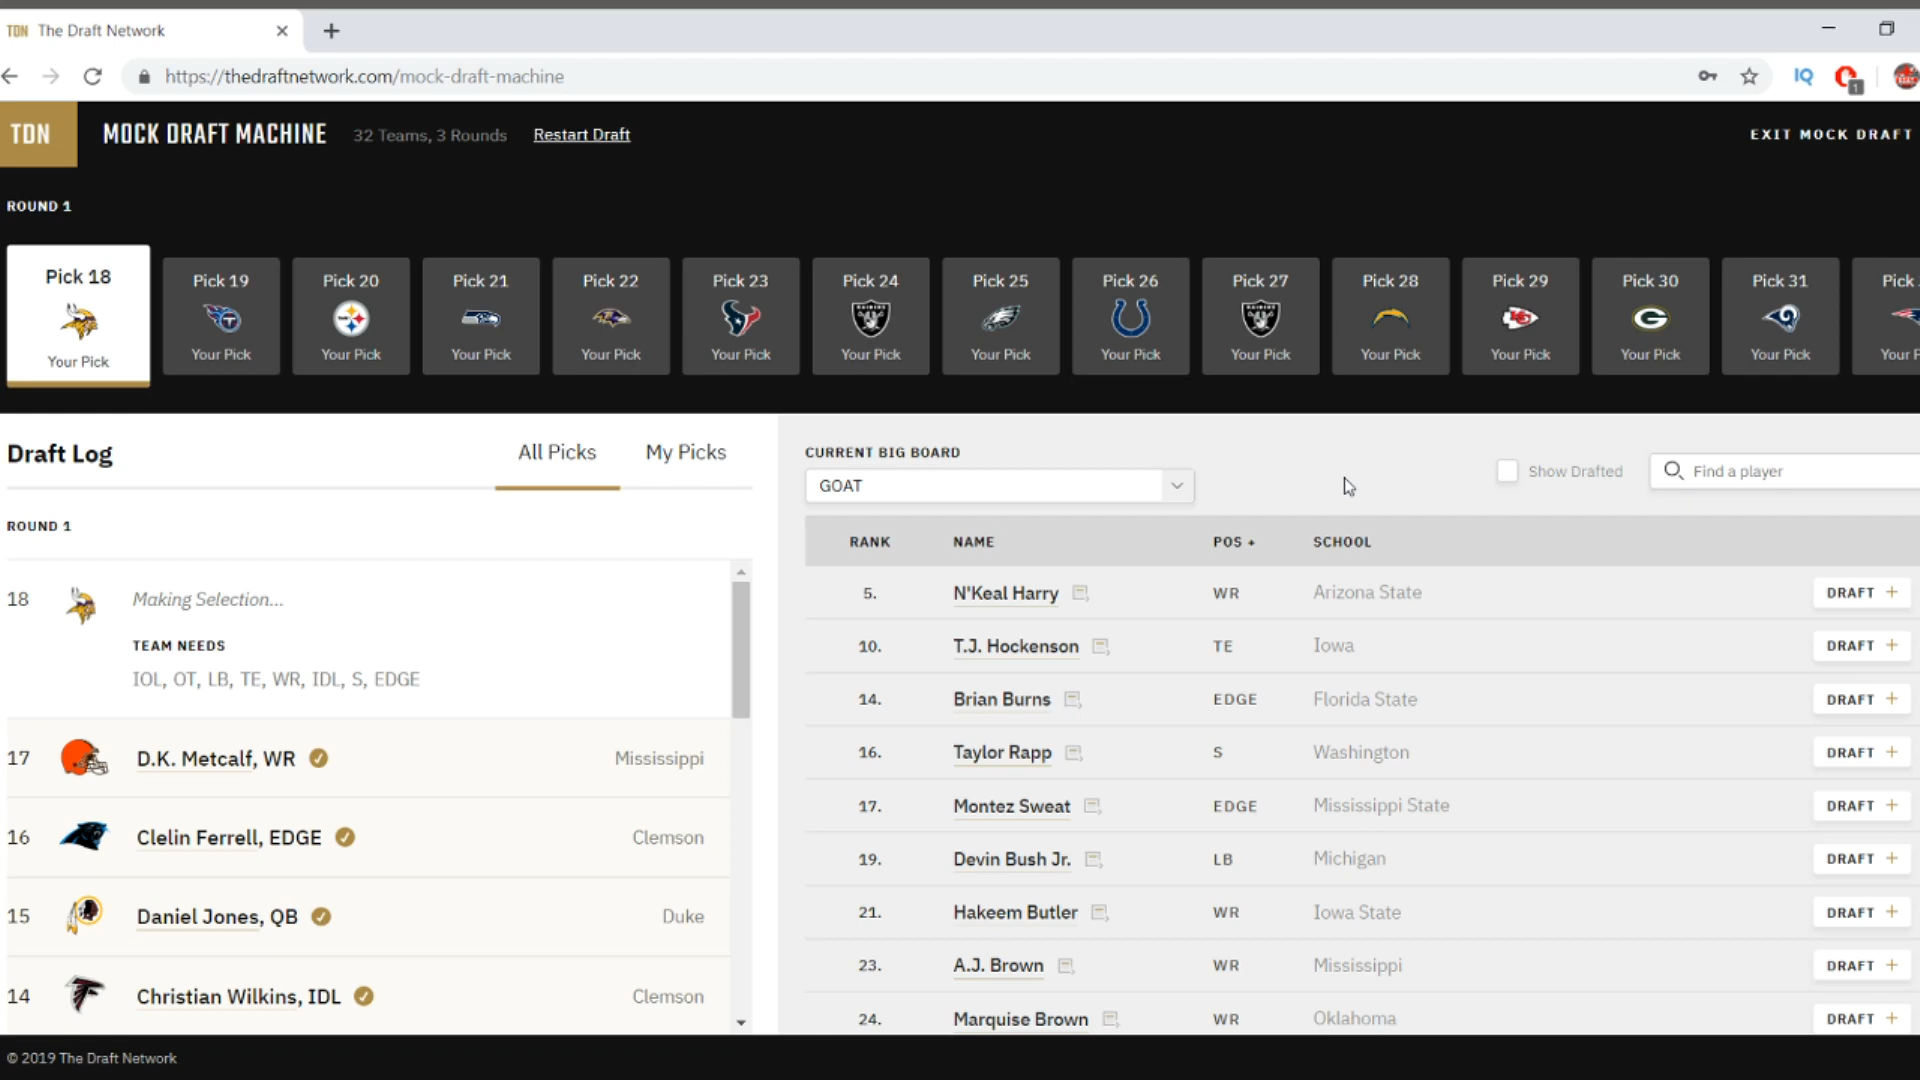 TDN The Draft Network
https://thedraftnetwork.com/mock-draft-machine
IQ
1
TDN
MOCK DRAFT MACHINE 32 Teams, 3 Rounds Restart Draft
EXIT MOCK DRAFT
ROUND 1
Pick 18
Your Pick
Pick 19
Your Pick
Pick 20
Your Pick
Pick 21
Your Pick
Pick 22
Your Pick
Pick 23
Your Pick
Pick 24
RAIDERS
Your Pick
Pick 25
Your Pick
Pick 26
Your Pick
Pick 27
RAIDERS
Your Pick
Pick 28
Your Pick
Pick 29
Your Pick
Pick 30
Your Pick
Pick 31
Your Pick
Pick
Your
Draft Log
All Picks My Picks
ROUND 1
18 Making Selection...
TEAM NEEDS
IOL, OT, LB, TE, WR, IDL, S, EDGE
17 D.K. Metcalf, WR Mississippi
16 Clelin Ferrell, EDGE Clemson
15 Daniel Jones, QB Duke
14 Christian Wilkins, IDL Clemson
CURRENT BIG BOARD
GOAT
Show Drafted
Find a player
RANK NAME POS + SCHOOL
5. N'Keal Harry WR Arizona State DRAFT +
10. T.J. Hockenson TE Iowa DRAFT +
14. Brian Burns EDGE Florida State DRAFT +
16. Taylor Rapp S Washington DRAFT +
17. Montez Sweat EDGE Mississippi State DRAFT +
19. Devin Bush Jr. LB Michigan DRAFT +
21. Hakeem Butler WR Iowa State DRAFT +
23. A.J. Brown WR Mississippi DRAFT +
24. Marquise Brown WR Oklahoma DRAFT +
© 2019 The Draft Network